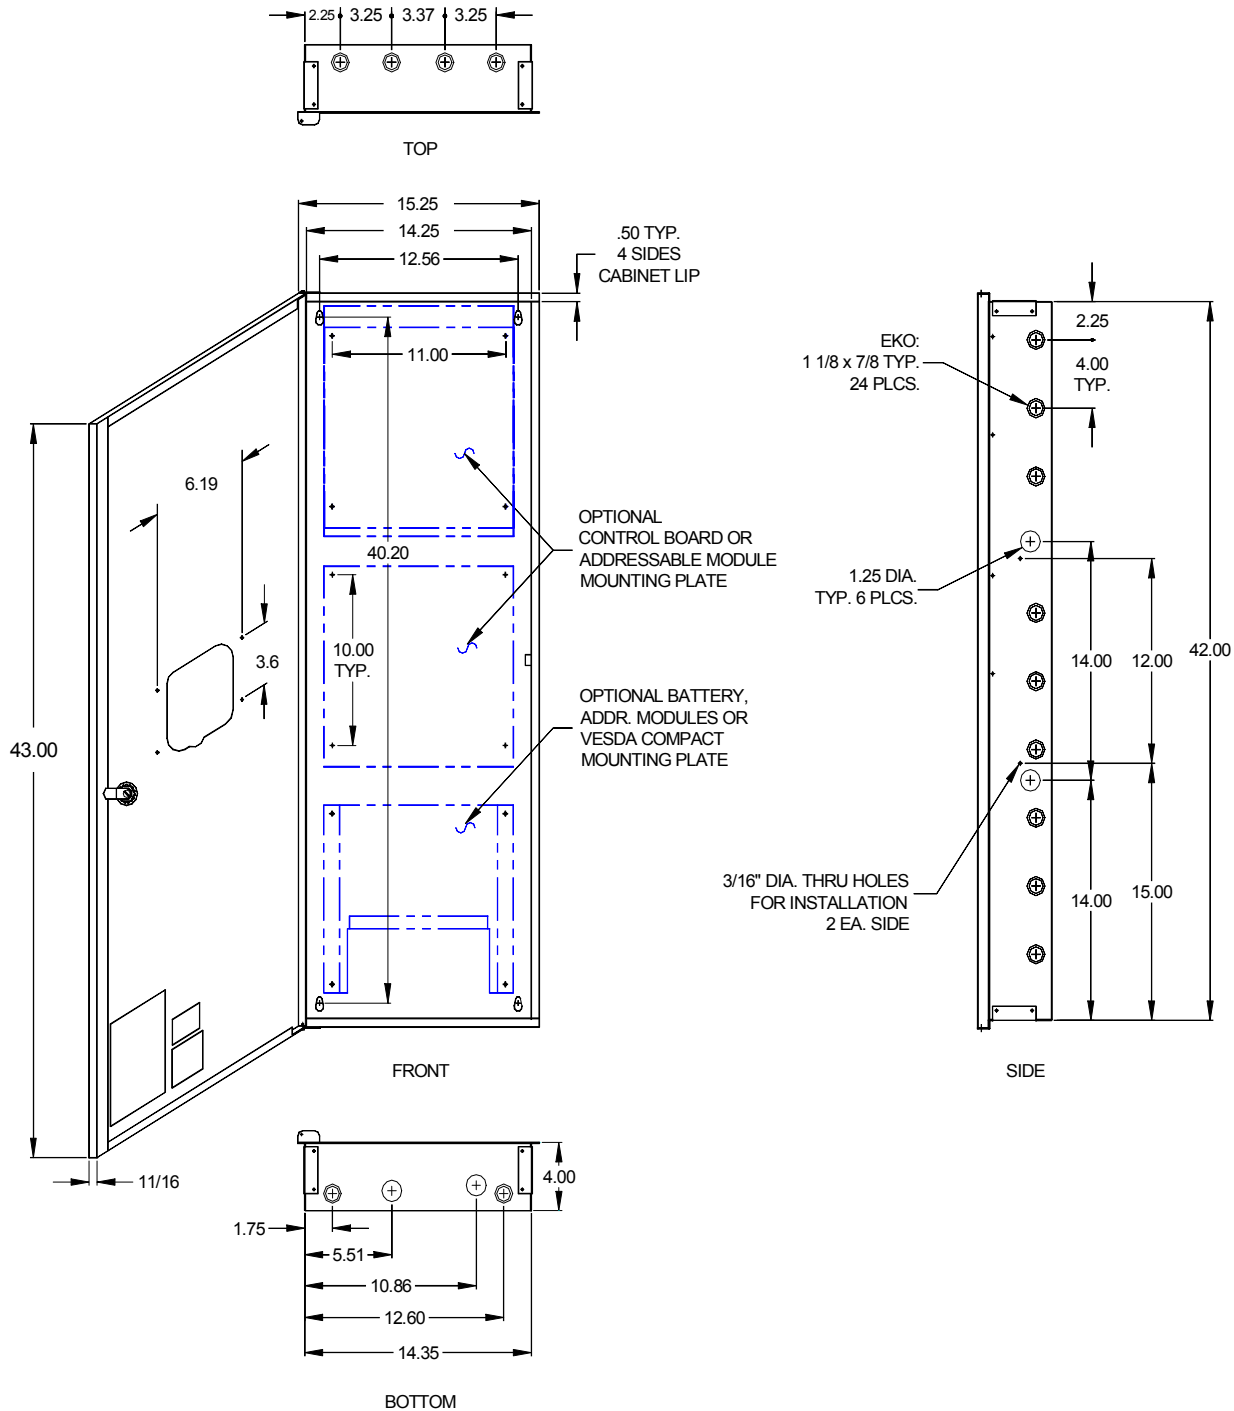 2.25 3.25 3.37 3.25
TOP
15.25
14.25
12.56
.50 TYP.
4 SIDES
CABINET LIP
11.00
EKO:
1 1/8 x 7/8 TYP.
24 PLCS.
2.25
4.00
TYP.
6.19
OPTIONAL
CONTROL BOARD OR
ADDRESSABLE MODULE
MOUNTING PLATE
40.20
1.25 DIA.
TYP. 6 PLCS.
3.6
10.00
TYP.
14.00
12.00
42.00
OPTIONAL BATTERY,
ADDR. MODULES OR
VESDA COMPACT
MOUNTING PLATE
43.00
3/16" DIA. THRU HOLES
FOR INSTALLATION
2 EA. SIDE
14.00
15.00
FRONT
SIDE
11/16
4.00
1.75
5.51
10.86
12.60
14.35
BOTTOM